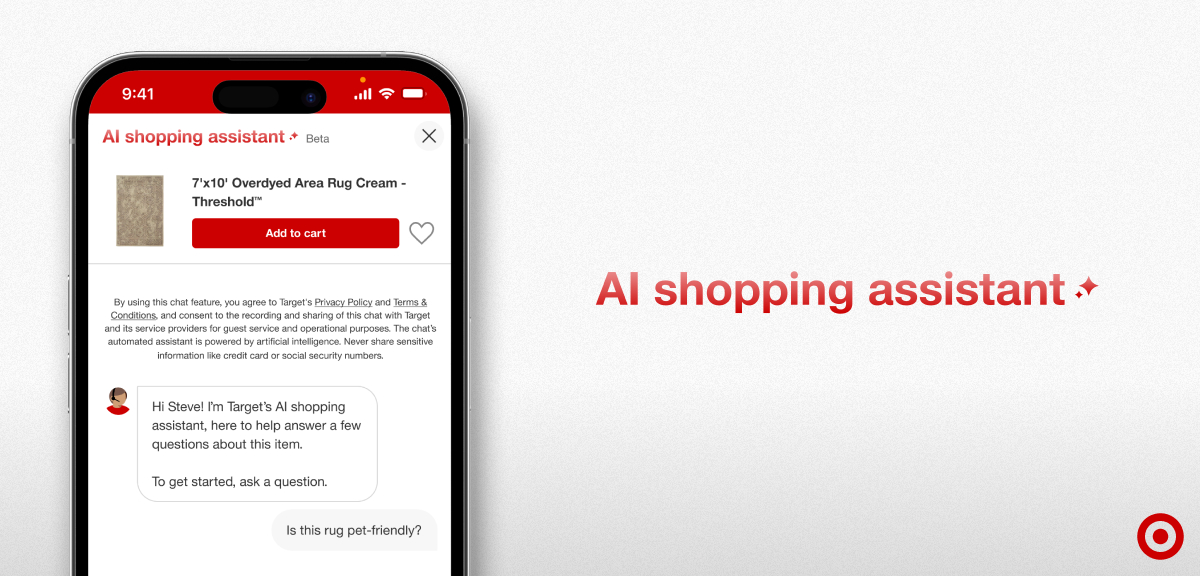 9:41
AI shopping assistant Beta
7'x10' Overdyed Area Rug Cream -
Threshold™
Add to cart
By using this chat feature, you agree to Target's Privacy Policy and Terms &
Conditions, and consent to the recording and sharing of this chat with Target
and its service providers for guest service and operational purposes. The chat's
automated assistant is powered by artificial intelligence. Never share sensitive
information like credit card or social security numbers.
Hi Steve! I'm Target's AI shopping
assistant, here to help answer a few
questions about this item.
To get started, ask a question.
Is this rug pet-friendly?
AI shopping assistant